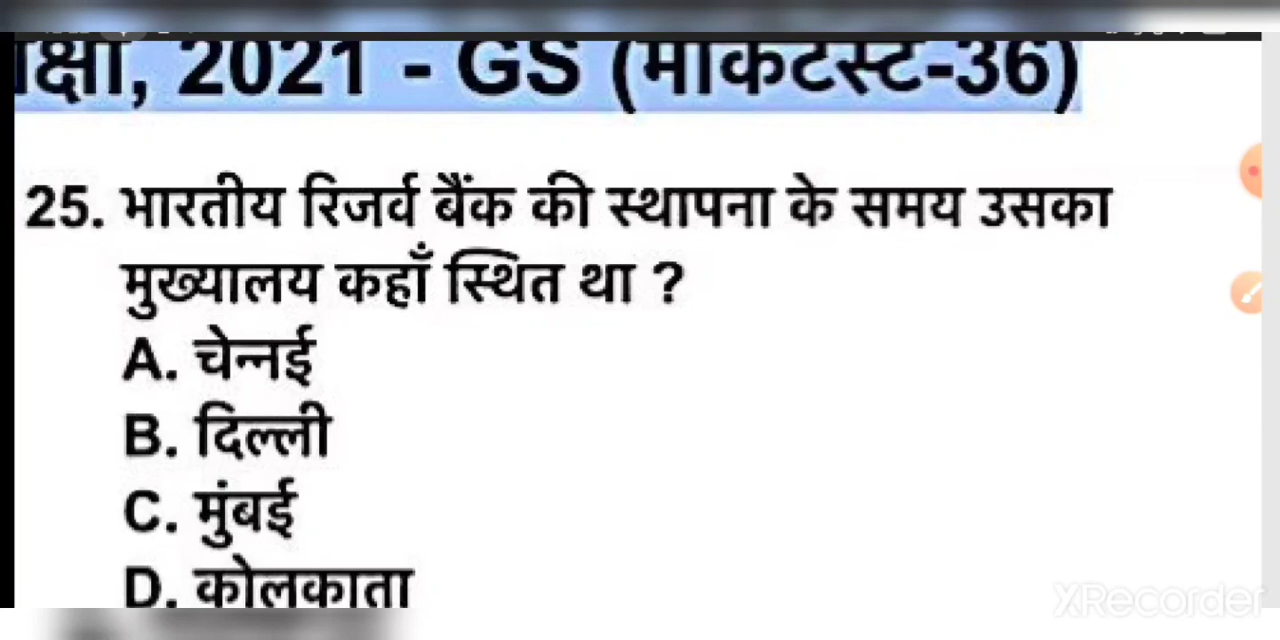 2021 - GS (मॉकटेस्ट-36)
25. भारतीय रिजर्व बैंक की स्थापना के समय उसका
मुख्यालय कहाँ स्थित था ?
A. चेन्नई
B. दिल्ली
C. मुंबई
D. कोलकाता
XRecorder